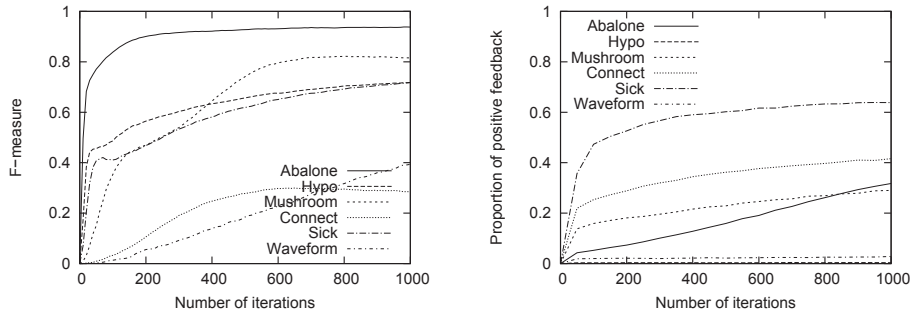 1
0.8
0.6
0.4
0.2
0
F-measure
0 200 400 600 800 1000
Number of iterations
Abalone
Hypo
Mushroom
Connect
Sick
Waveform
1
0.8
0.6
0.4
0.2
0
Proportion of positive feedback
0 200 400 600 800 1000
Number of iterations
Abalone
Hypo
Mushroom
Connect
Sick
Waveform